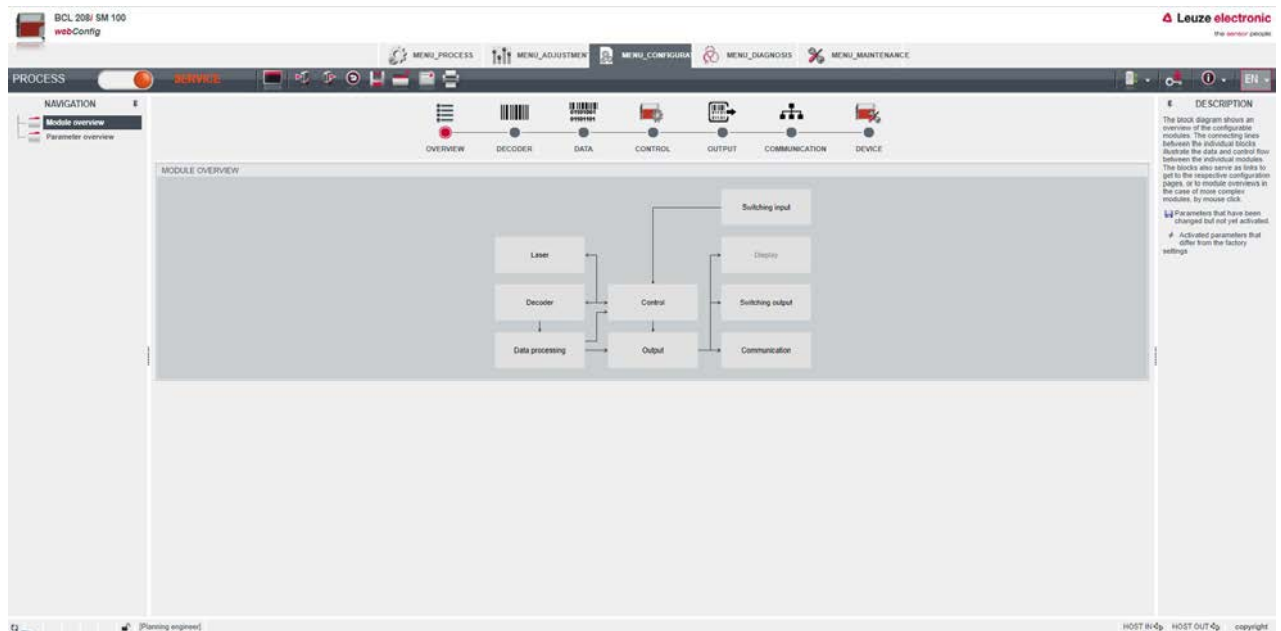 BCL 208i SM 100
webConfig
Leuze electronic
the sensor people
MENU_PROCESS
MENU_ADJUSTMENT
MENU_CONFIGURA
MENU_DIAGNOSIS
MENU_MAINTENANCE
PROCESS
SERVICE
EN
NAVIGATION
Module overview
Parameter overview
OVERVIEW
DECODER
DATA
CONTROL
OUTPUT
COMMUNICATION
DEVICE
MODULE OVERVIEW
Switching input
Laser
Display
Decoder
Control
Switching output
Data processing
Output
Communication
DESCRIPTION
The block diagram shows an
overview of the configurable
modules. The connecting lines
between the individual blocks
illustrate the data and control flow
between the individual modules.
The blocks also serve as links to
get to the respective configuration
pages, or to module overviews in
the case of more complex
modules, by mouse click.
Parameters that have been
changed but not yet activated.
Activated parameters that
differ from the factory
settings
[Planning engineer]
HOST IN
HOST OUT
copyright